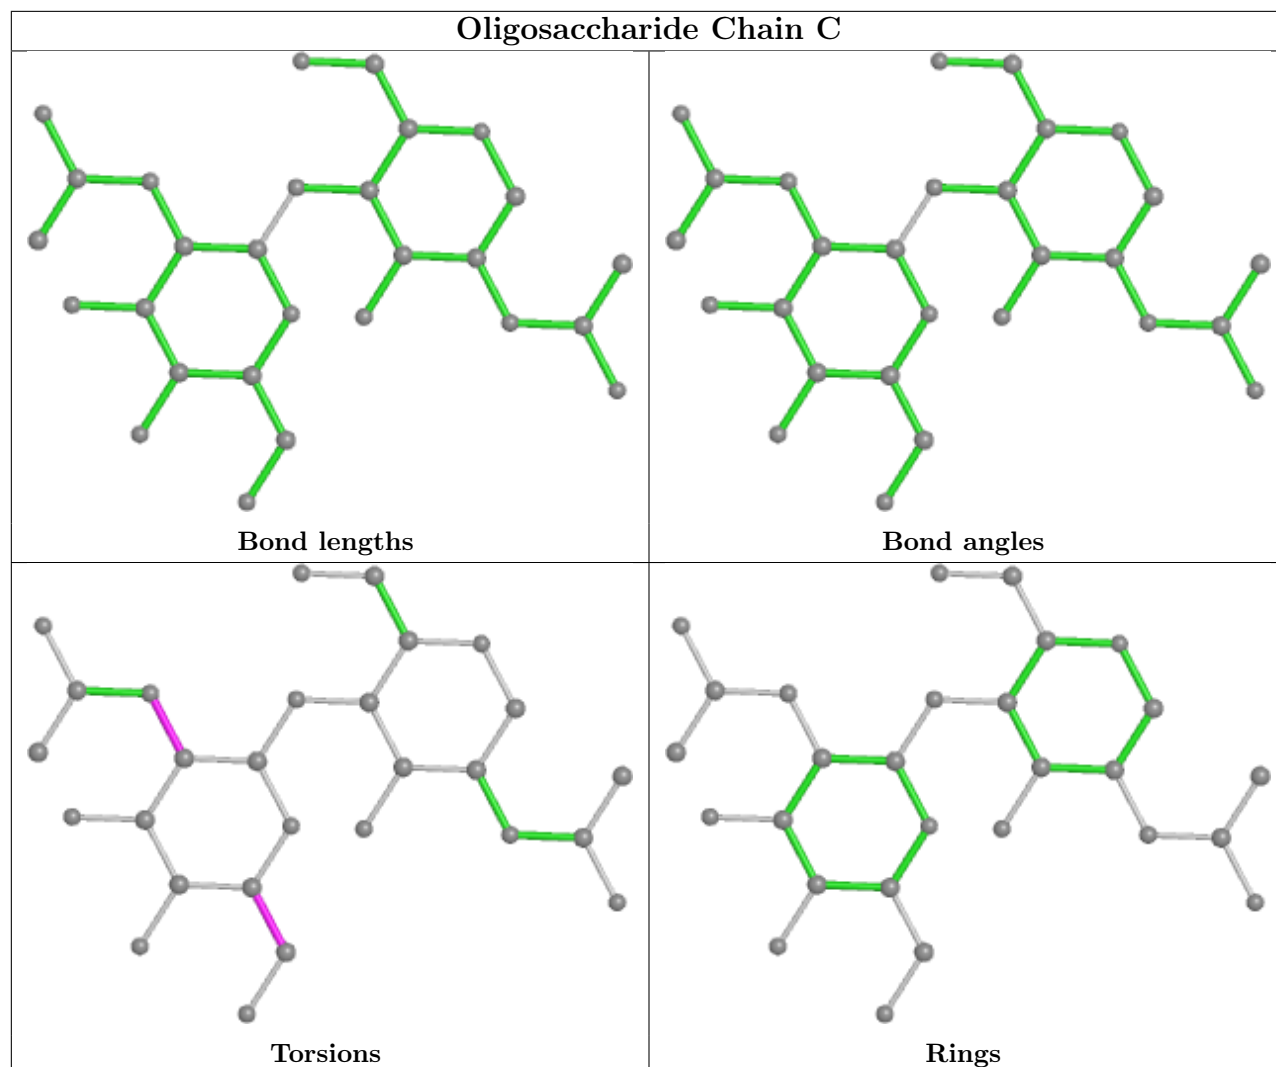 Oligosaccharide Chain C
Bond lengths
Bond angles
Torsions
Rings